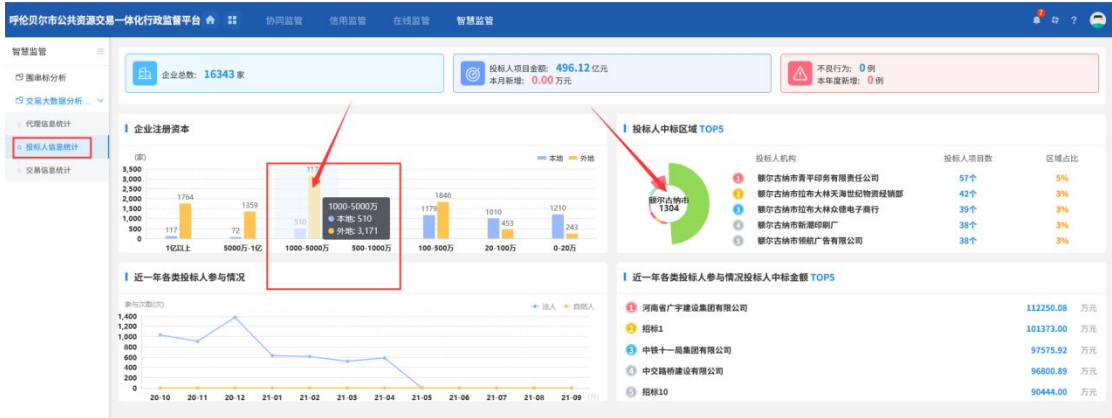 呼伦贝尔市公共资源交易一体化行政监督平台 协同监管 信用监管 在线监管 智慧监管 7 ?
智慧监管
围串标分析
交易大数据分析...
代理信息统计
投标人信息统计
交易信息统计
企业总数: 16343 家
投标人项目金额: 496.12 亿元
本月新增: 0.00 万元
不良行为: 0 例
本年度新增: 0 例
企业注册资本
(家)
本地 外地
3,500
3,000
2,500
2,000
1,500
1,000
500
0
117 1764
72 1359
510
1179 1846
1010 453
1210 243
1000-5000万
本地: 510
外地: 3,171
1亿以上 5000万-1亿 1000-5000万 500-1000万 100-500万 20-100万 0-20万
投标人中标区域 TOP5
额尔古纳市
1304
投标人机构 投标人项目数 区域占比
1 额尔古纳市青平印务有限责任公司 57个 5%
2 额尔古纳市拉布大林天海世纪物资经销部 42个 3%
3 额尔古纳市拉布大林众德电子商行 39个 3%
4 额尔古纳市新潮印刷厂 38个 3%
5 额尔古纳市领航广告有限公司 38个 3%
近一年各类投标人参与情况
参与次数(次)
法人 自然人
1,400
1,200
1,000
800
600
400
200
0
20-10 20-11 20-12 21-01 21-02 21-03 21-04 21-05 21-06 21-07 21-08 21-09 (月)
近一年各类投标人参与情况投标人中标金额 TOP5
1 河南省广宇建设集团有限公司 112250.08 万元
2 招标1 101373.00 万元
3 中铁十一局集团有限公司 97575.92 万元
4 中交路桥建设有限公司 96800.89 万元
5 招标10 90444.00 万元